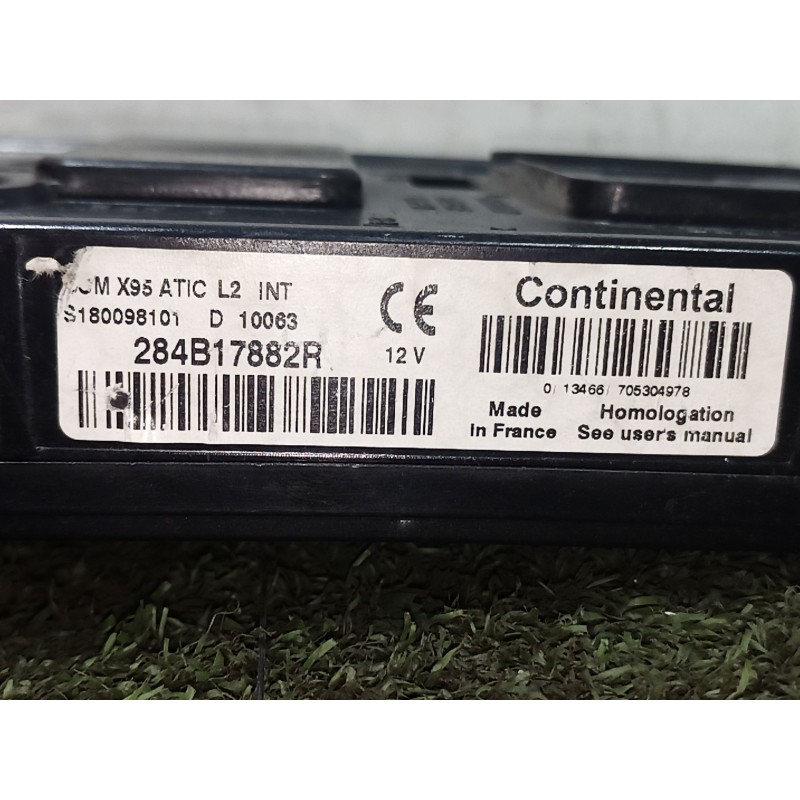 X95 ATIC L2 INT
S180098101 D 10063
284B17882R
12 V
Continental
0 13466 705304978
Made
in France
Homologation
See user's manual